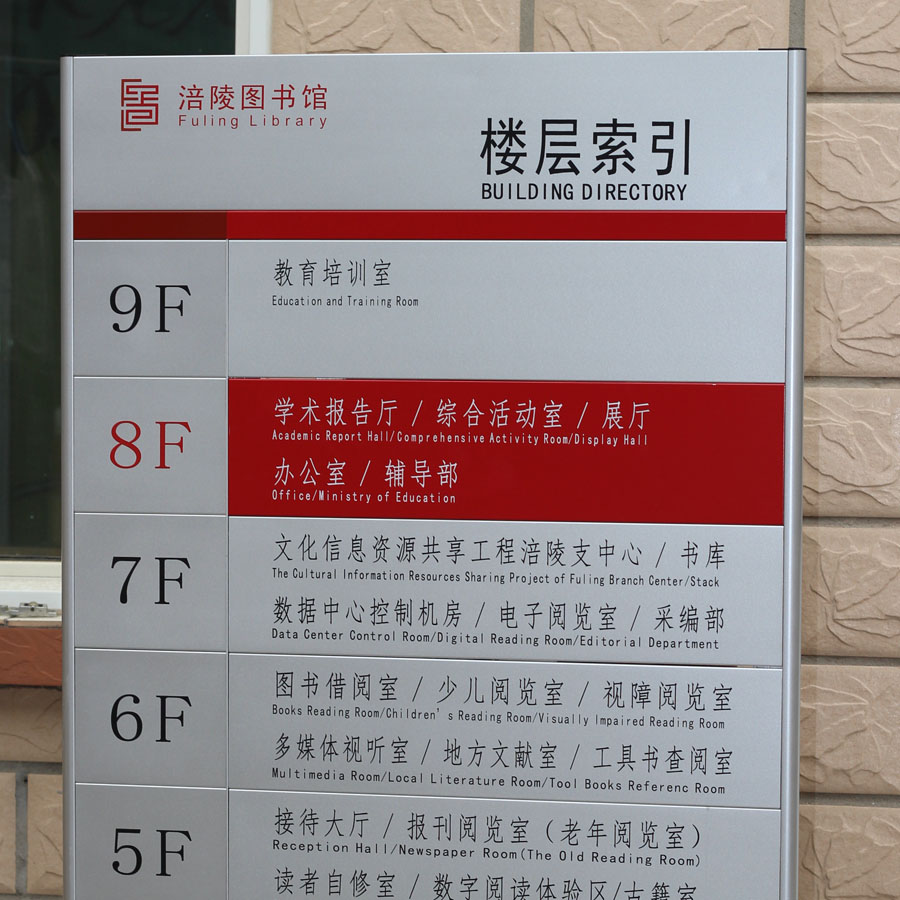 涪陵图书馆
Fuling Library
楼层索引
BUILDING DIRECTORY
9F
教育培训室
Education and Training Room
8F
学术报告厅 / 综合活动室 / 展厅
Academic Report Hall/Comprehensive Activity Room/Display Hall
办公室 / 辅导部
Office/Ministry of Education
7F
文化信息资源共享工程涪陵支中心 / 书库
The Cultural Information Resources Sharing Project of Fuling Branch Center/Stack
数据中心控制机房 / 电子阅览室 / 采编部
Data Center Control Room/Digital Reading Room/Editorial Department
6F
图书借阅室 / 少儿阅览室 / 视障阅览室
Books Reading Room/Children's Reading Room/Visually Impaired Reading Room
多媒体视听室 / 地方文献室 / 工具书查阅室
Multimedia Room/Local Literature Room/Tool Books Referenc Room
5F
接待大厅 / 报刊阅览室（老年阅览室）
Reception Hall/Newspaper Room(The Old Reading Room)
读者自修室 / 数字阅读体验区/古籍室